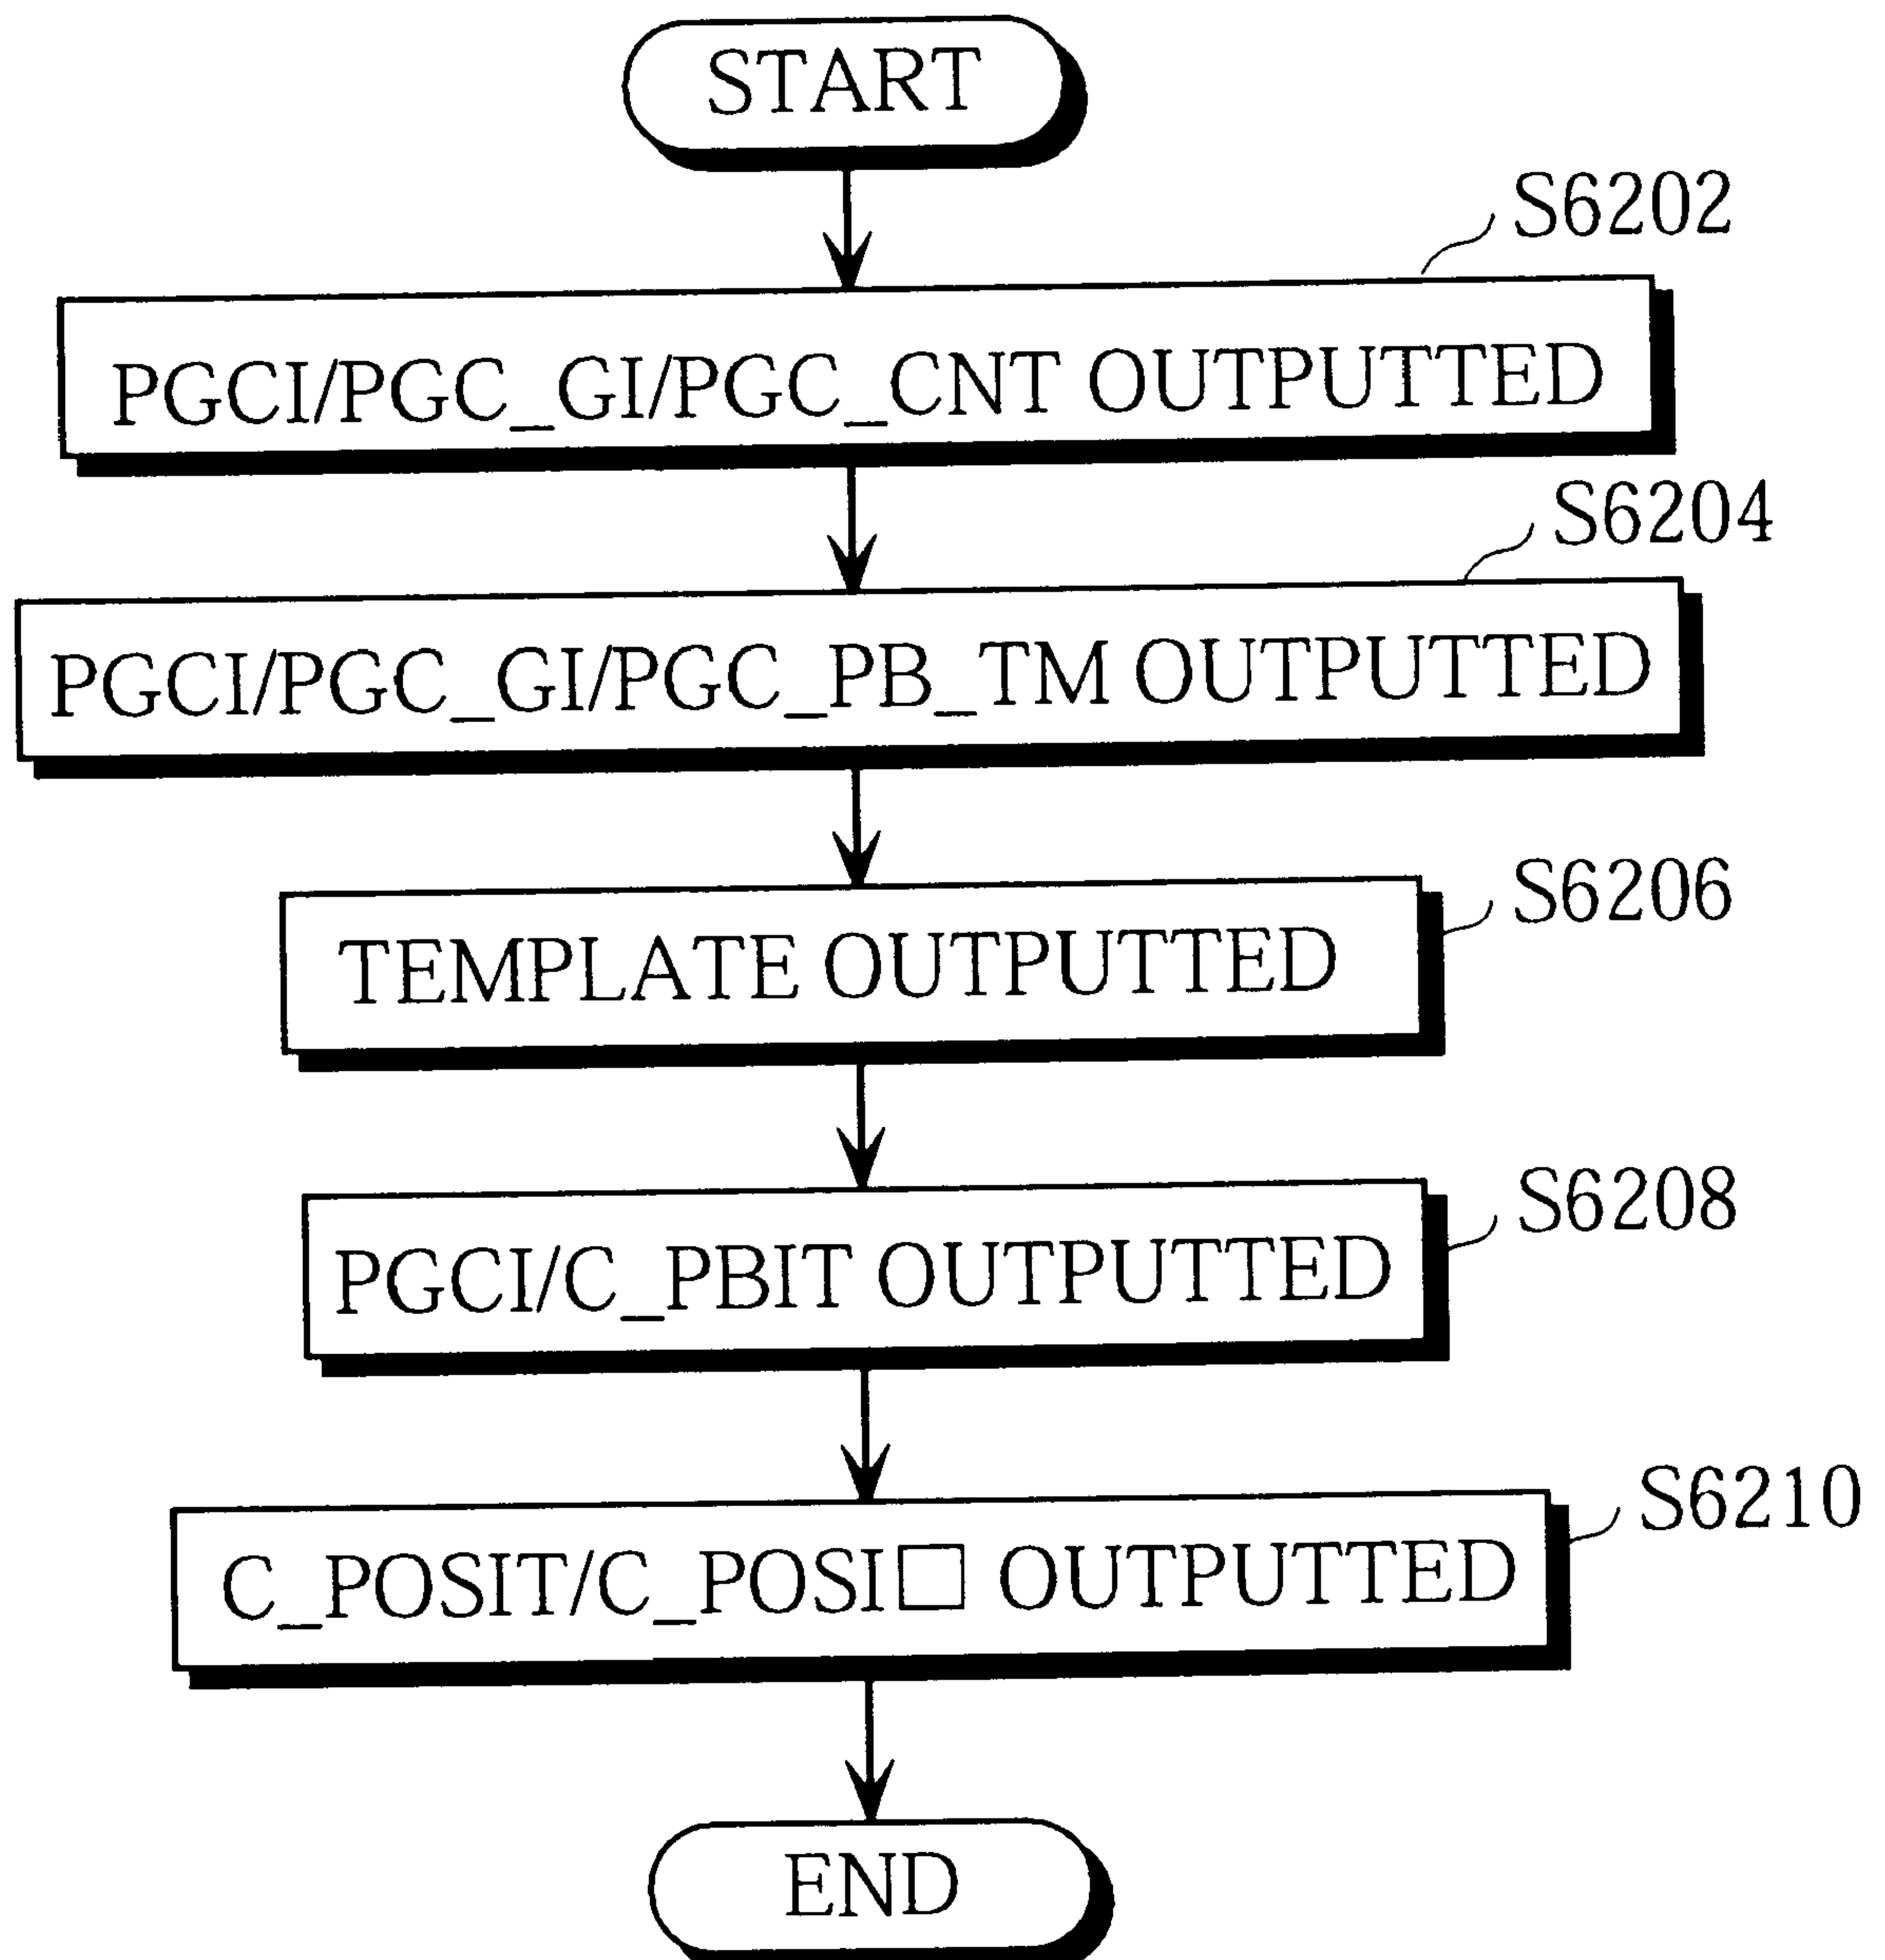 START
S6202
PGCI/PGC_GI/PGC_CNT OUTPUTTED
S6204
PGCI/PGC_GI/PGC_PB_TM OUTPUTTED
S6206
TEMPLATE OUTPUTTED
S6208
PGCI/C_PBIT OUTPUTTED
S6210
C_POSIT/C_POSI□ OUTPUTTED
END